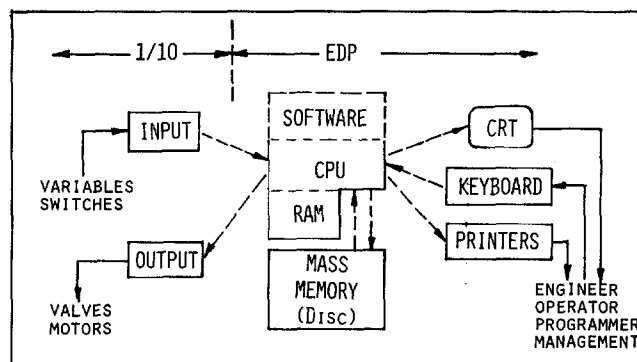 1/10
EDP
SOFTWARE
INPUT
CRT
CPU
VARIABLES
SWITCHES
KEYBOARD
RAM
PRINTERS
OUTPUT
MASS
MEMORY
(DISC)
VALVES
MOTORS
ENGINEER
OPERATOR
PROGRAMMER
MANAGEMENT